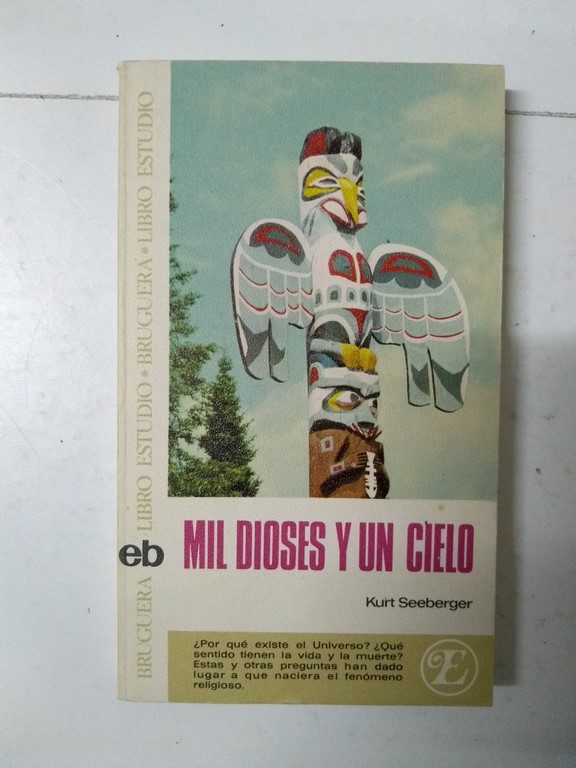 BRUGUERA • LIBRO ESTUDIO • BRUGUERA • LIBRO ESTUDIO
eb
MIL DIOSES Y UN CIELO
Kurt Seeberger
¿Por qué existe el Universo? ¿Qué
sentido tienen la vida y la muerte?
Estas y otras preguntas han dado
lugar a que naciera el fenómeno
religioso.
E